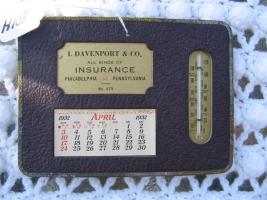 I. DAVENPORT & CO.
ALL KINDS OF
INSURANCE
PHILADELPHIA PENNSYLVANIA
1932 APRIL 1932
1 2
3 4 5 6 7 8 9
10 11 12 13 14 15 16
17 18 19 20 21 22 23
24 25 26 27 28 29 30